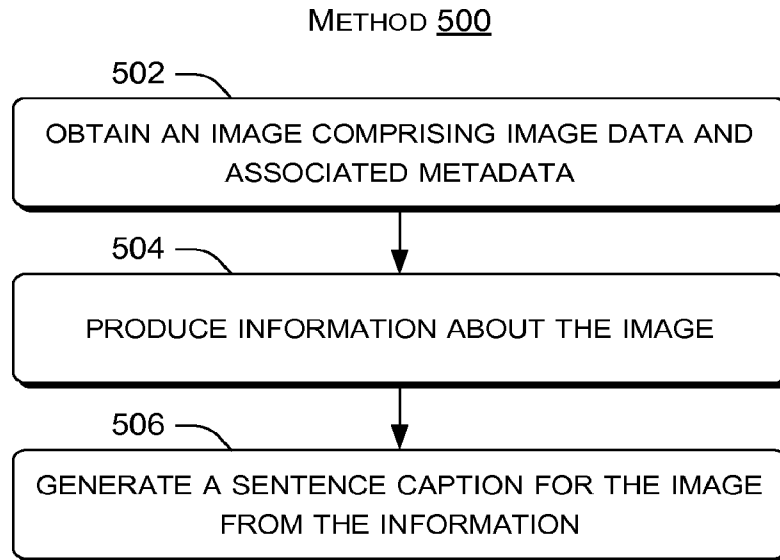 METHOD 500
502
OBTAIN AN IMAGE COMPRISING IMAGE DATA AND
ASSOCIATED METADATA
504
PRODUCE INFORMATION ABOUT THE IMAGE
506
GENERATE A SENTENCE CAPTION FOR THE IMAGE
FROM THE INFORMATION